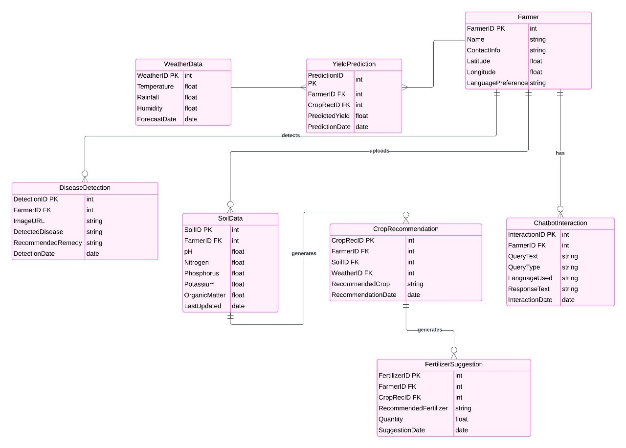 Farmer
FarmerID PK int
Name string
ContactInfo string
Latitude float
Longitude float
LanguagePreference string
WeatherData
WeatherID PK int
Temperature float
Rainfall float
Humidity float
ForecastDate date
YieldPrediction
PredictionID PK int
FarmerID FK int
CropRecID FK int
PredictedYield float
PredictionDate date
detects
uploads
has
DiseaseDetection
DetectionID PK int
FarmerID FK int
ImageURL string
DetectedDisease string
RecommendedRemedy string
DetectionDate date
SoilData
SoilID PK int
FarmerID FK int
pH float
Nitrogen float
Phosphorus float
Potassium float
OrganicMatter float
LastUpdated date
generates
CropRecommendation
CropRecID PK int
FarmerID FK int
SoilID FK int
WeatherID FK int
RecommendedCrop string
RecommendationDate date
ChatbotInteraction
InteractionID PK int
FarmerID FK int
QueryText string
QueryType string
LanguageUsed string
ResponseText string
InteractionDate date
generates
FertilizerSuggestion
FertilizerID PK int
FarmerID FK int
CropRecID FK int
RecommendedFertilizer string
Quantity float
SuggestionDate date